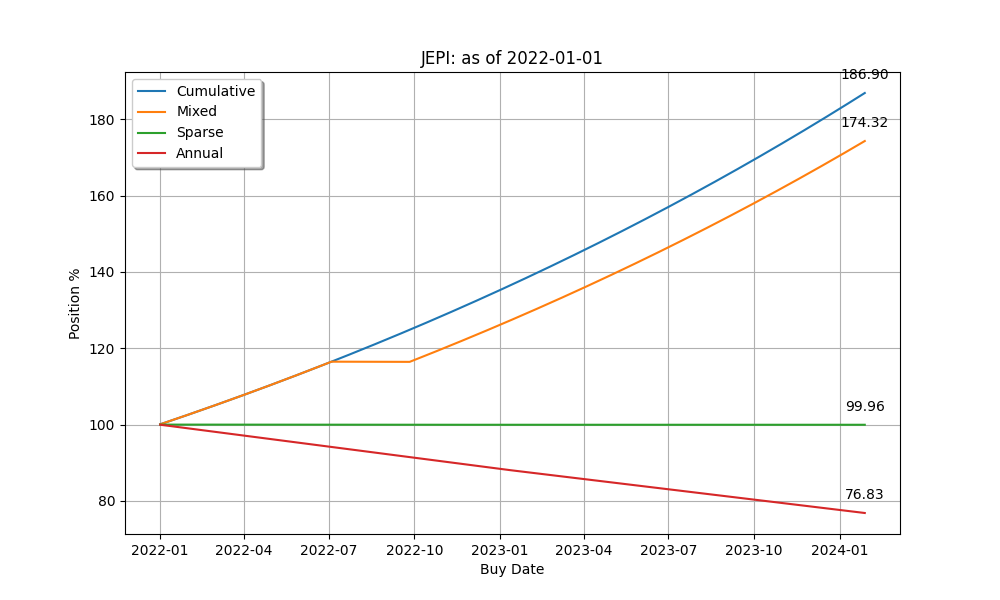 JEPI: as of 2022-01-01
Cumulative
Mixed
Sparse
Annual
186.90
174.32
99.96
76.83
Position %
180
160
140
120
100
80
2022-01 2022-04 2022-07 2022-10 2023-01 2023-04 2023-07 2023-10 2024-01
Buy Date